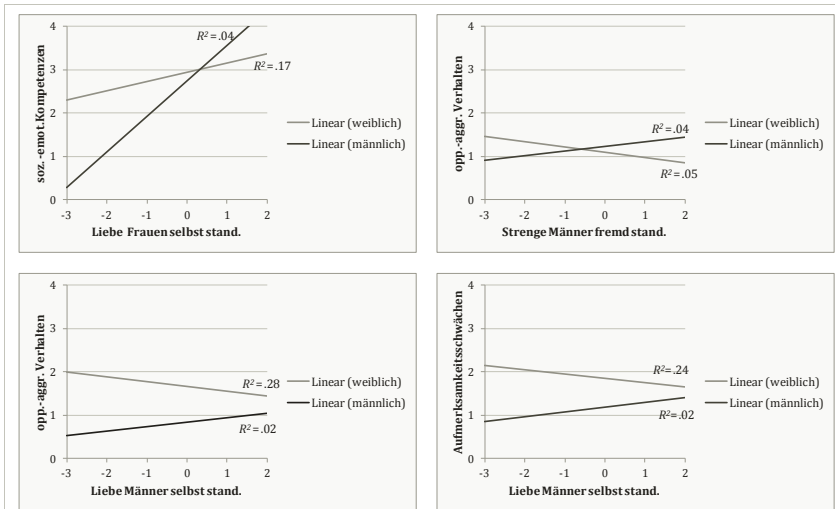 soz.-emot.Kompetenzen
4
3
2
1
0
R² =.04
R² =.17
Linear (weiblich)
Linear (männlich)
-3 -2 -1 0 1 2
Liebe Frauen selbst stand.
opp.-aggr. Verhalten
4
3
2
1
0
R² =.04
R² =.05
Linear (weiblich)
Linear (männlich)
-3 -2 -1 0 1 2
Strenge Männer fremd stand.
opp.-aggr. Verhalten
4
3
2
1
0
R² =.28
R² =.02
Linear (weiblich)
Linear (männlich)
-3 -2 -1 0 1 2
Liebe Männer selbst stand.
Aufmerksamkeitsschwächen
4
3
2
1
0
R² =.24
R² =.02
Linear (weiblich)
Linear (männlich)
-3 -2 -1 0 1 2
Liebe Männer selbst stand.